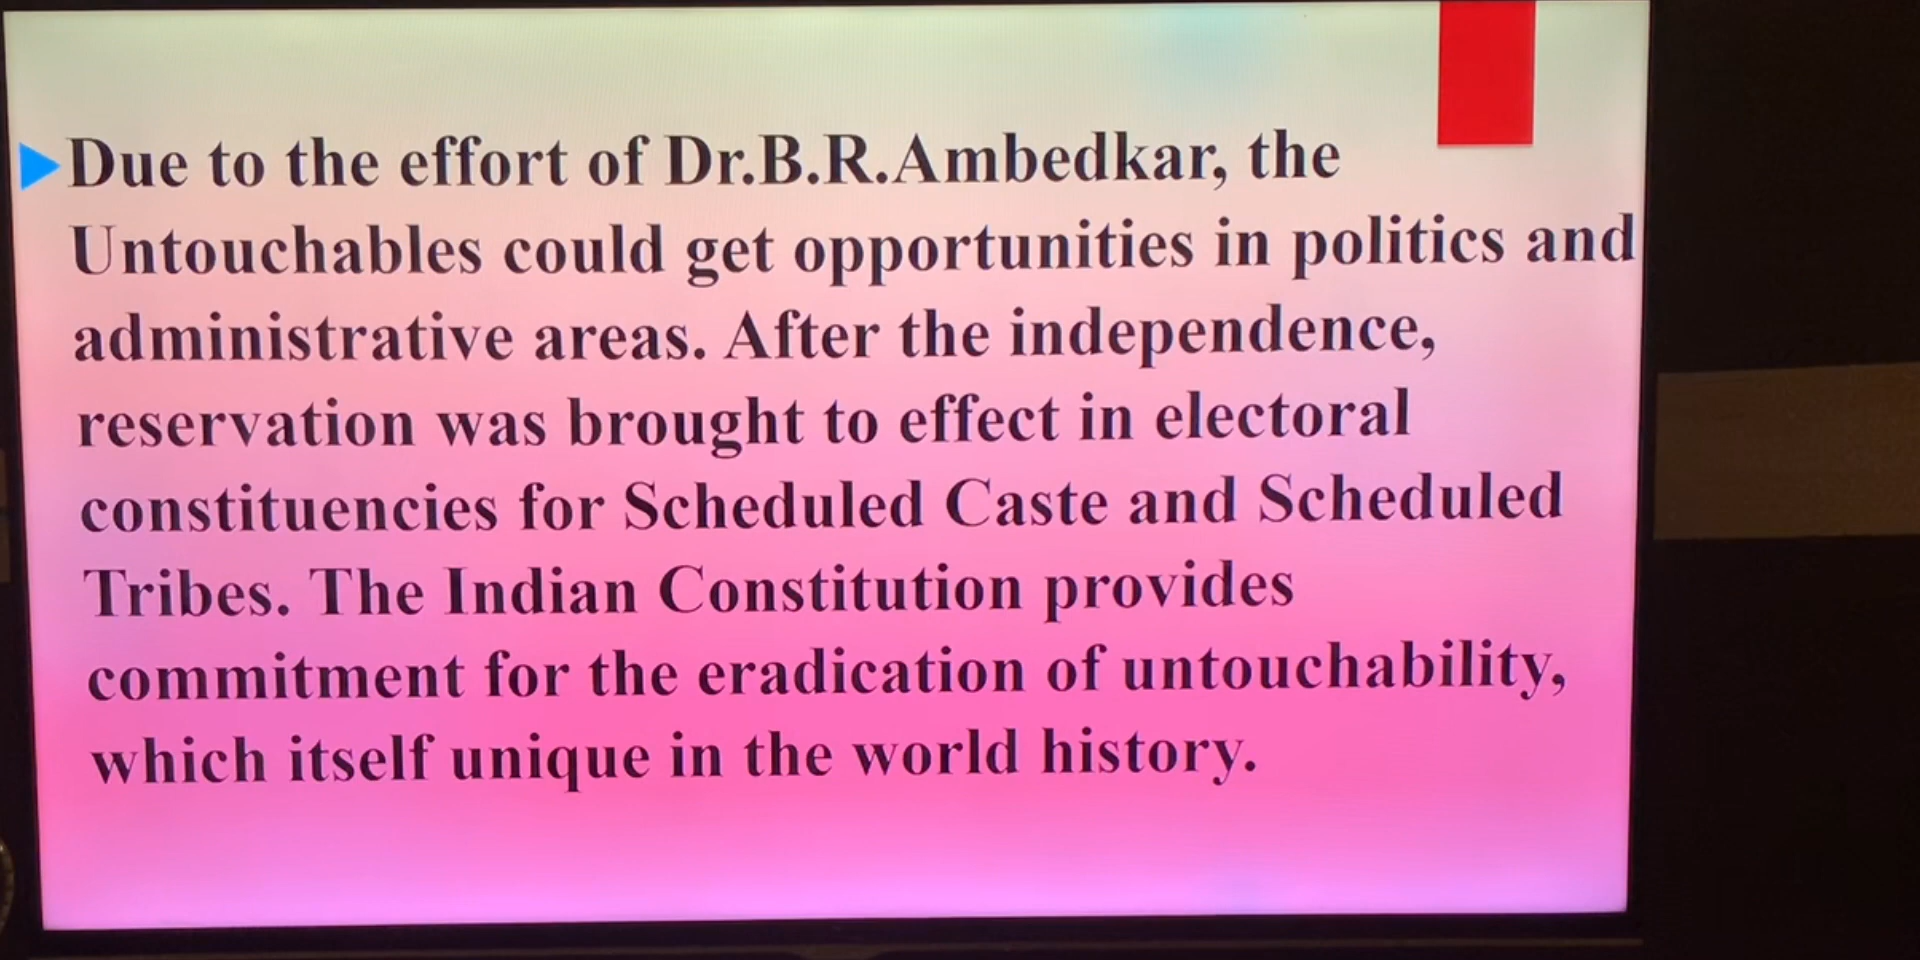 Due to the effort of Dr.B.R.Ambedkar, the
Untouchables could get opportunities in politics and
administrative areas. After the independence,
reservation was brought to effect in electoral
constituencies for Scheduled Caste and Scheduled
Tribes. The Indian Constitution provides
commitment for the eradication of untouchability,
which itself unique in the world history.